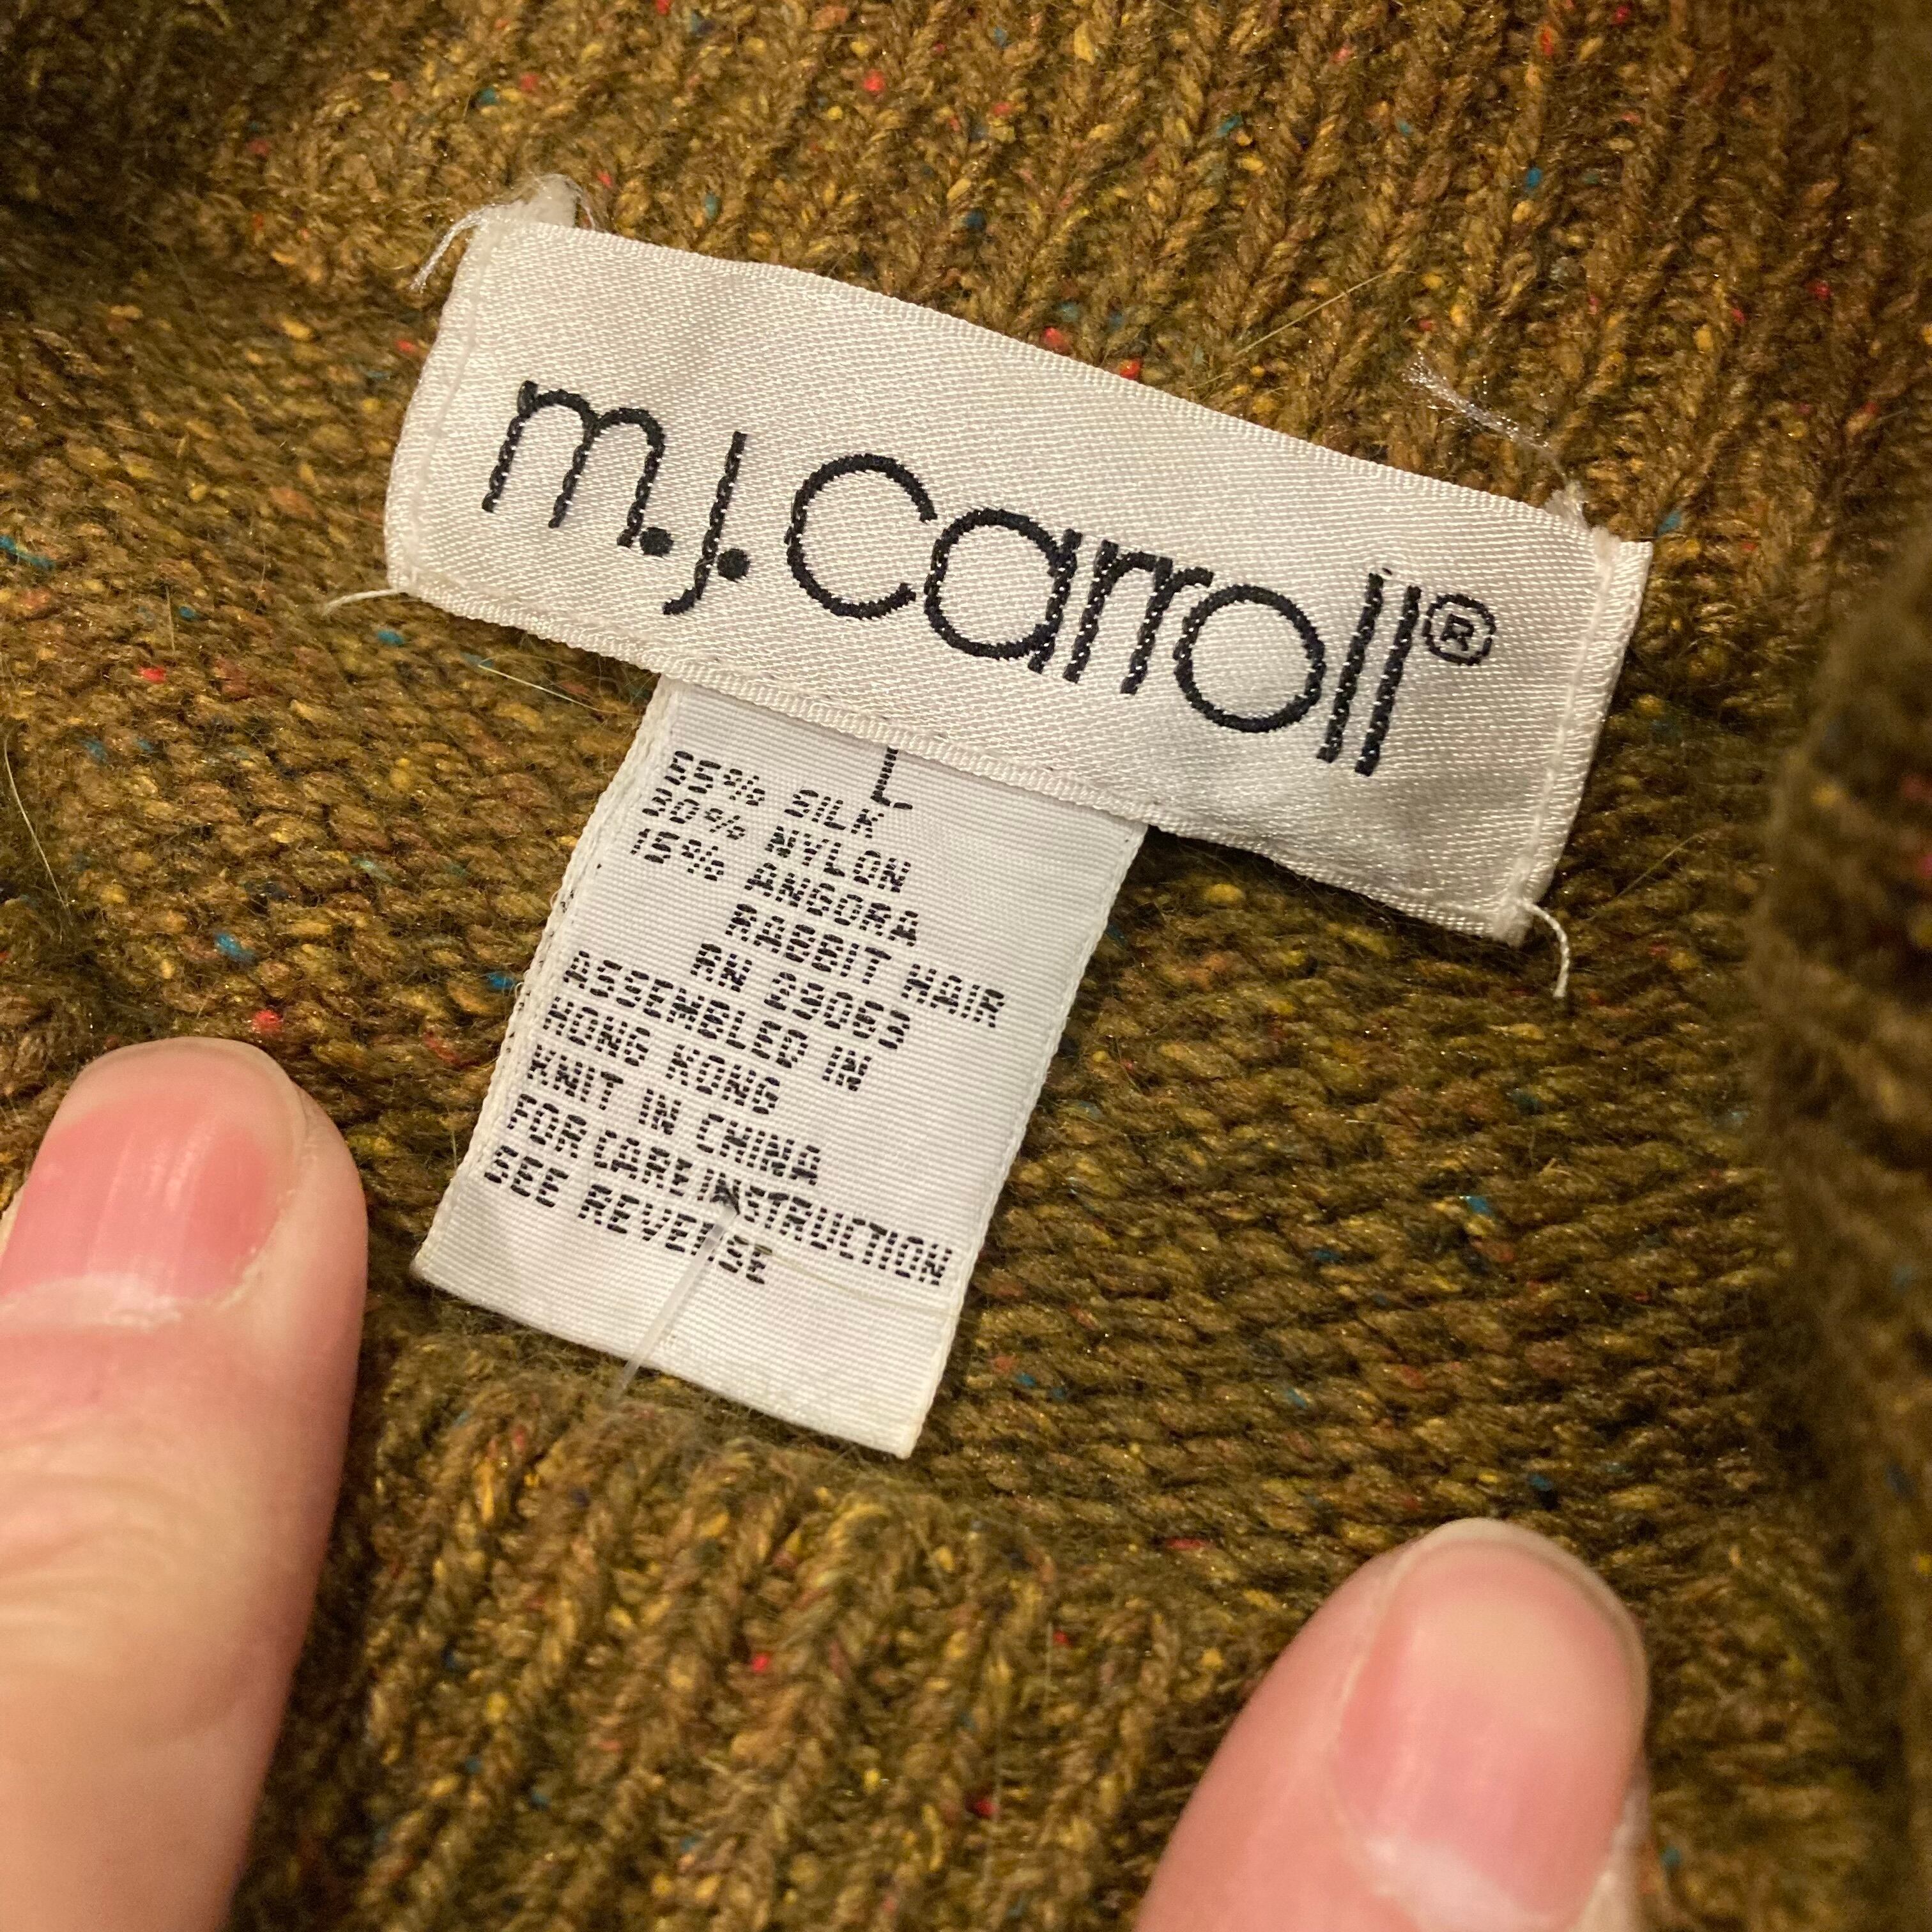 m.j. carroll®
L
55% SILK
30% NYLON
15% ANGORA
RABBIT HAIR
RN 29069
ASSEMBLED IN
HONG KONG
KNIT IN CHINA
FOR CARE INSTRUCTION
SEE REVERSE